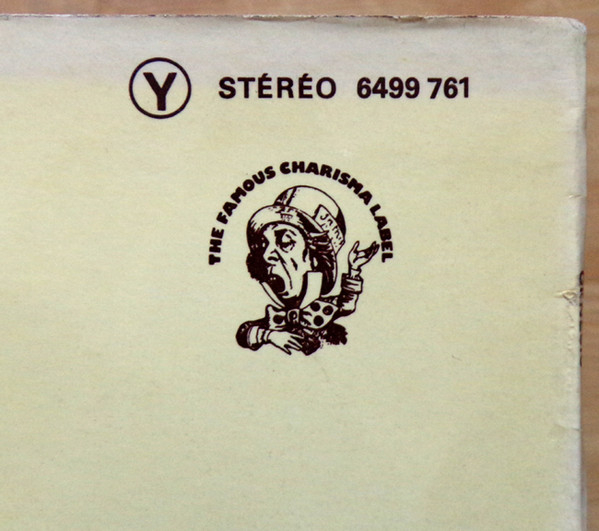 Y STÉRÉO 6499 761
THE FAMOUS CHARISMA LABEL